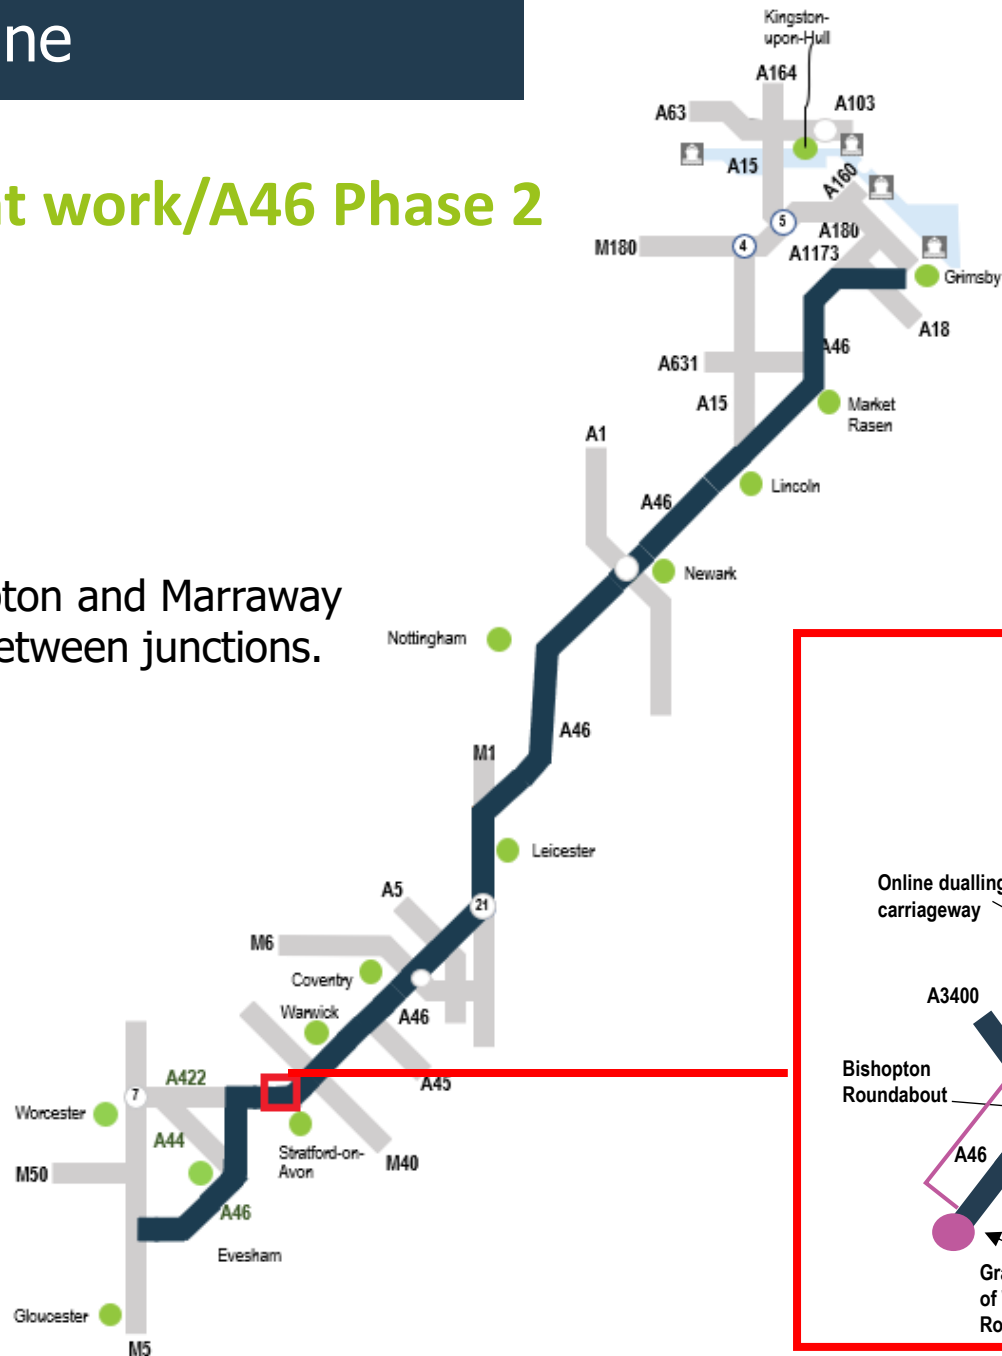 ne
t work/A46 Phase 2
Kingston-
upon-Hull
A164
A63
A103
A15
A160
5
A180
M180
4
A1173
Grimsby
A18
A46
A631
A15
Market
Rasen
A1
Lincoln
A46
Newark
pton and Marraway
etween junctions.
Nottingham
A46
M1
Leicester
A5
21
M6
Coventry
Warwick
A46
A45
A422
7
Worcester
A44
Stratford-on-
Avon
M40
M50
A46
Evesham
Gloucester
M5
Online dualling
carriageway
A3400
Bishopton
Roundabout
A46
Gra
of
Ro